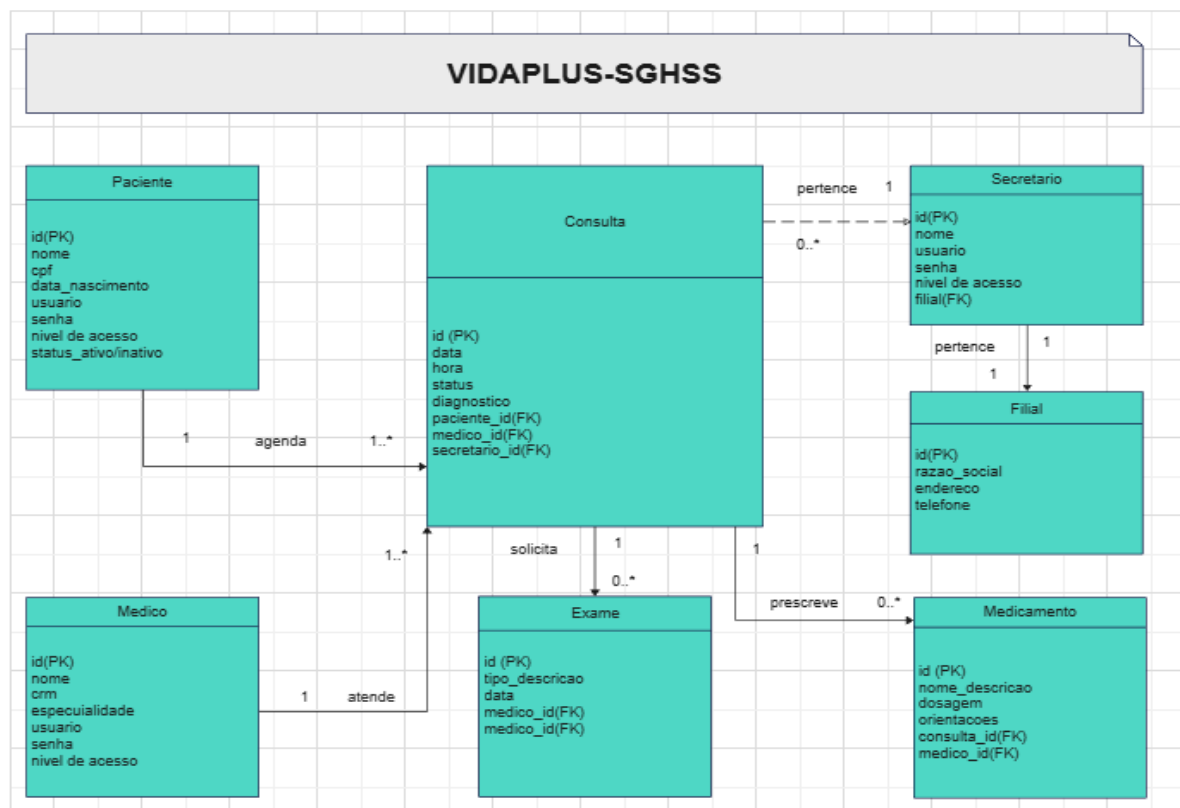 VIDAPLUS-SGHSS
Paciente
id(PK)
nome
cpf
data_nascimento
usuario
senha
nivel de acesso
status_ativo/inativo
Consulta
id (PK)
data
hora
status
diagnostico
paciente_id(FK)
medico_id(FK)
secretario_id(FK)
pertence 1
0..*
Secretario
id(PK)
nome
usuario
senha
nivel de acesso
filial(FK)
pertence 1
1
Filial
id(PK)
razao_social
endereco
telefone
1 agenda 1..*
1..*
solicita 1
0..*
1
prescreve 0..*
Medico
id(PK)
nome
crm
especuialidade
usuario
senha
nivel de acesso
1 atende
Exame
id (PK)
tipo_descricao
data
medico_id(FK)
medico_id(FK)
Medicamento
id (PK)
nome_descricao
dosagem
orientacoes
consulta_id(FK)
medico_id(FK)